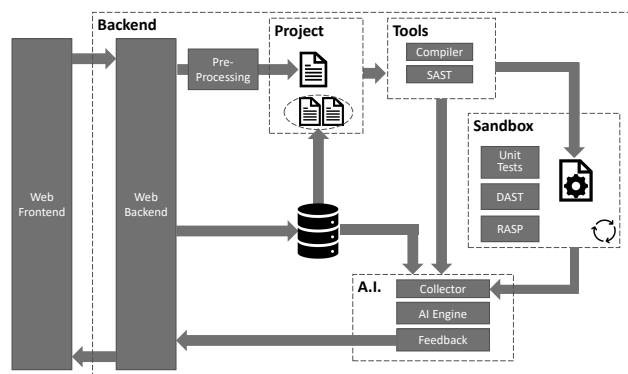 Backend
Project
Tools
Compiler
SAST
Pre-
Processing
Sandbox
Unit
Tests
DAST
RASP
Web
Frontend
Web
Backend
A.I.
Collector
AI Engine
Feedback